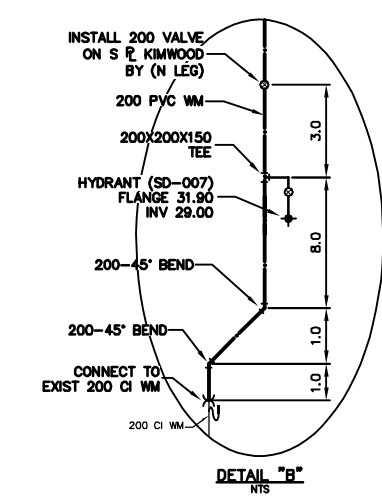 INSTALL 200 VALVE
ON S ⅊ KIMWOOD
BY (N LEG)
200 PVC WM
3.0
200X200X150
TEE
HYDRANT (SD-007)
FLANGE 31.90
INV 29.00
8.0
200-45° BEND
200-45° BEND
1.0
CONNECT TO
EXIST 200 CI WM
1.0
200 CI WM
DETAIL "B"
NTS